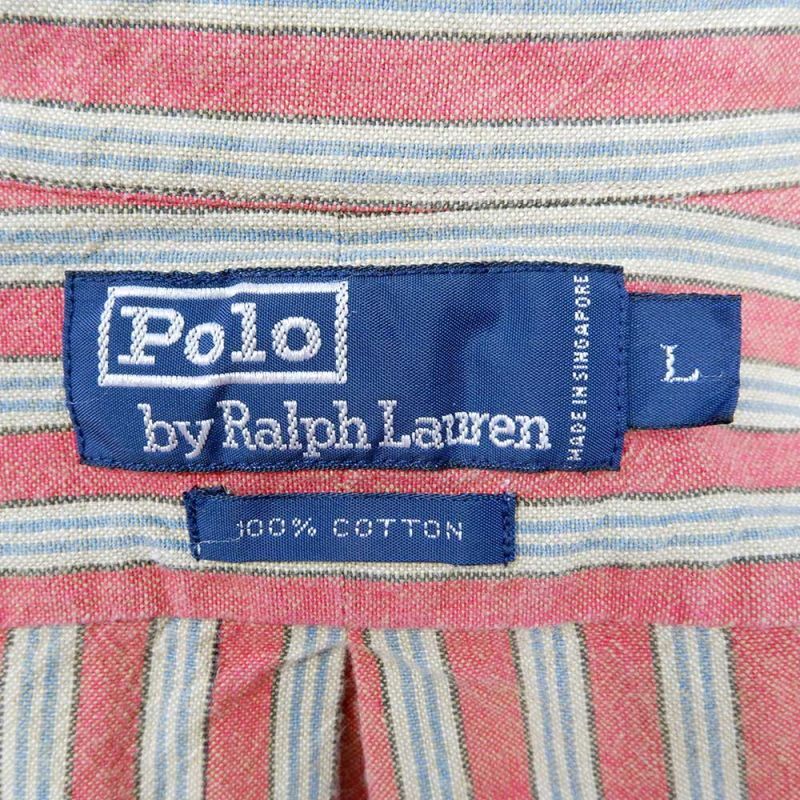 Polo
by Ralph Lauren
MADE IN SINGAPORE
L
100% COTTON